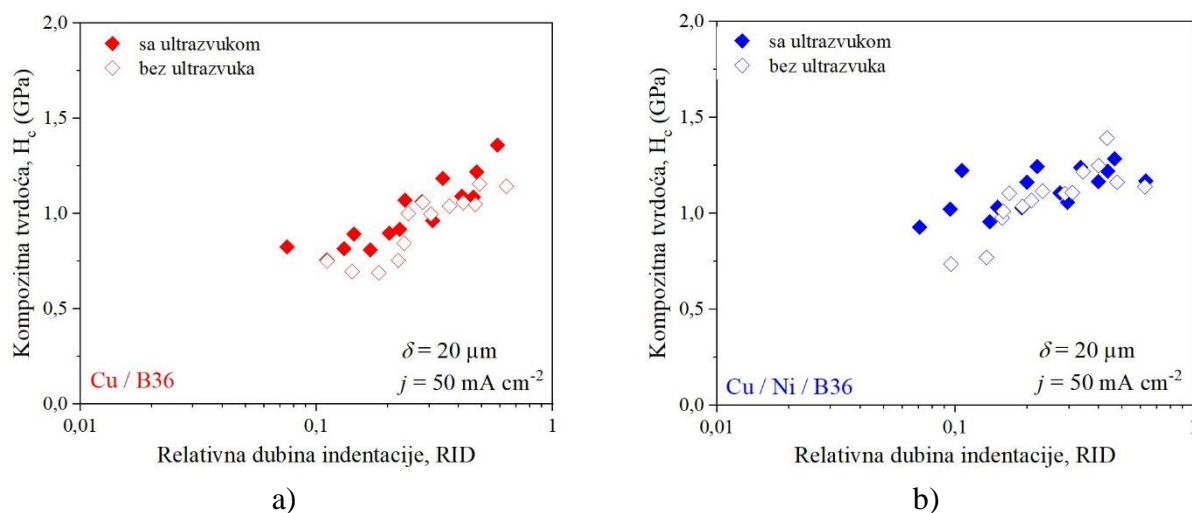 2,0
1,5
1,0
0,5
0,0
Kompozitna tvrdoća, H_c (GPa)
sa ultrazvukom
bez ultrazvuka
δ = 20 µm
Cu / B36
j = 50 mA cm⁻²
0,01
0,1
1
Relativna dubina indentacije, RID
a)
2,0
1,5
1,0
0,5
0,0
Kompozitna tvrdoća, H_c (GPa)
sa ultrazvukom
bez ultrazvuka
δ = 20 µm
Cu / Ni / B36
j = 50 mA cm⁻²
0,01
0,1
1
Relativna dubina indentacije, RID
b)